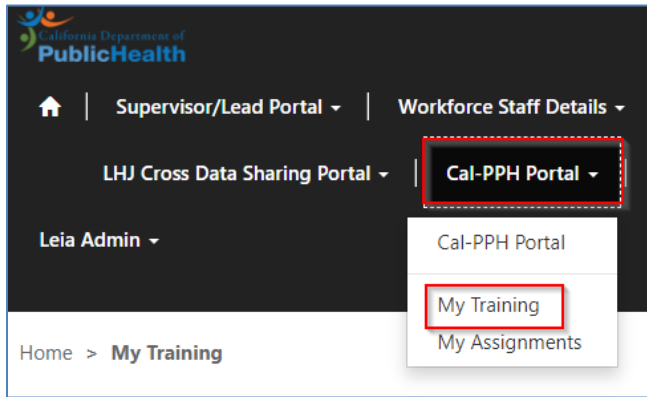 California Department of
PublicHealth
Supervisor/Lead Portal
Workforce Staff Details
LHJ Cross Data Sharing Portal
Cal-PPH Portal
Leia Admin
Cal-PPH Portal
My Training
My Assignments
Home > My Training